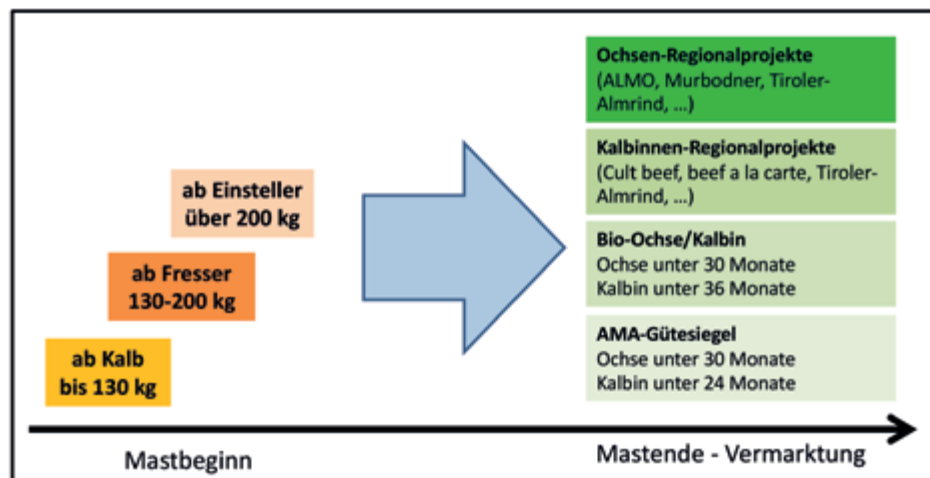 Ochsen-Regionalprojekte
(ALMO, Murbodner, Tiroler-
Almrind, ...)
Kalbinnen-Regionalprojekte
(Cult beef, beef a la carte, Tiroler-
Almrind, ...)
ab Einsteller
über 200 kg
Bio-Ochse/Kalbin
Ochse unter 30 Monate
Kalbin unter 36 Monate
ab Fresser
130-200 kg
AMA-Gütesiegel
Ochse unter 30 Monate
Kalbin unter 24 Monate
ab Kalb
bis 130 kg
Mastbeginn
Mastende - Vermarktung